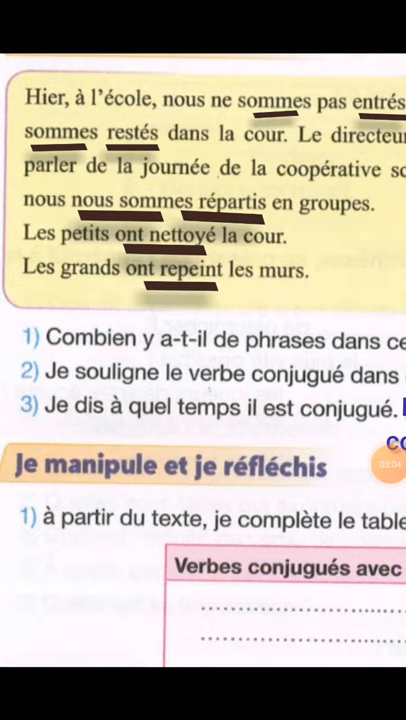 Hier, à l'école, nous ne sommes pas entrés
sommes restés dans la cour. Le directeur
parler de la journée de la coopérative sc
nous nous sommes répartis en groupes.
Les petits ont nettoyé la cour.
Les grands ont repeint les murs.
1) Combien y a-t-il de phrases dans ce
2) Je souligne le verbe conjugué dans
3) Je dis à quel temps il est conjugué.
co
03:04
Je manipule et je réfléchis
1) à partir du texte, je complète le table
Verbes conjugués avec